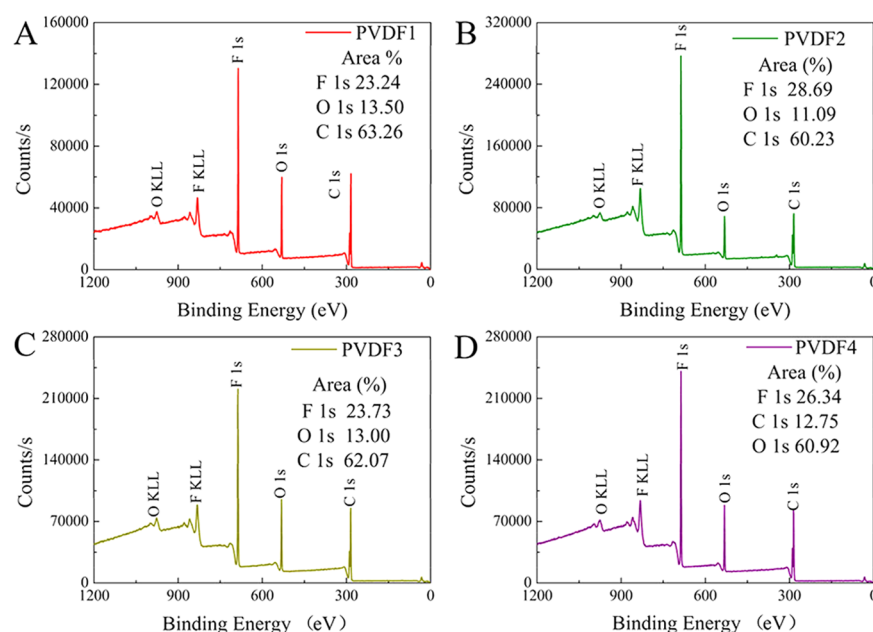 A
PVDF1
Area %
F 1s 23.24
O 1s 13.50
C 1s 63.26
O KLL
F KLL
F 1s
O 1s
C 1s
160000
120000
80000
40000
0
Counts/s
1200 900 600 300 0
Binding Energy (eV)
B
PVDF2
Area (%)
F 1s 28.69
O 1s 11.09
C 1s 60.23
O KLL
F KLL
F 1s
O 1s
C 1s
320000
240000
160000
80000
0
Counts/s
1200 900 600 300 0
Binding Energy (eV)
C
PVDF3
Area (%)
F 1s 23.73
O 1s 13.00
C 1s 62.07
O KLL
F KLL
F 1s
O 1s
C 1s
280000
210000
140000
70000
0
Counts/s
1200 900 600 300 0
Binding Energy （eV）
D
PVDF4
Area (%)
F 1s 26.34
C 1s 12.75
O 1s 60.92
O KLL
F KLL
F 1s
O 1s
C 1s
280000
210000
140000
70000
0
Counts/s
1200 900 600 300 0
Binding Energy （eV）